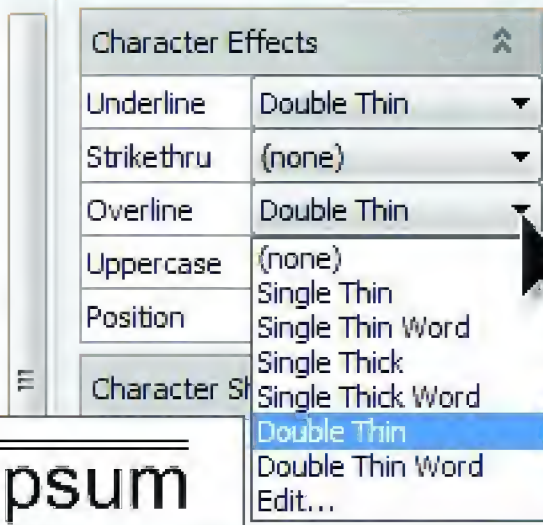 Character Effects
Underline Double Thin
Strikethru (none)
Overline Double Thin
Uppercase (none)
Single Thin
Position Single Thin Word
Single Thick
Character Single Thick Word
Double Thin
Double Thin Word
Edit...
psum